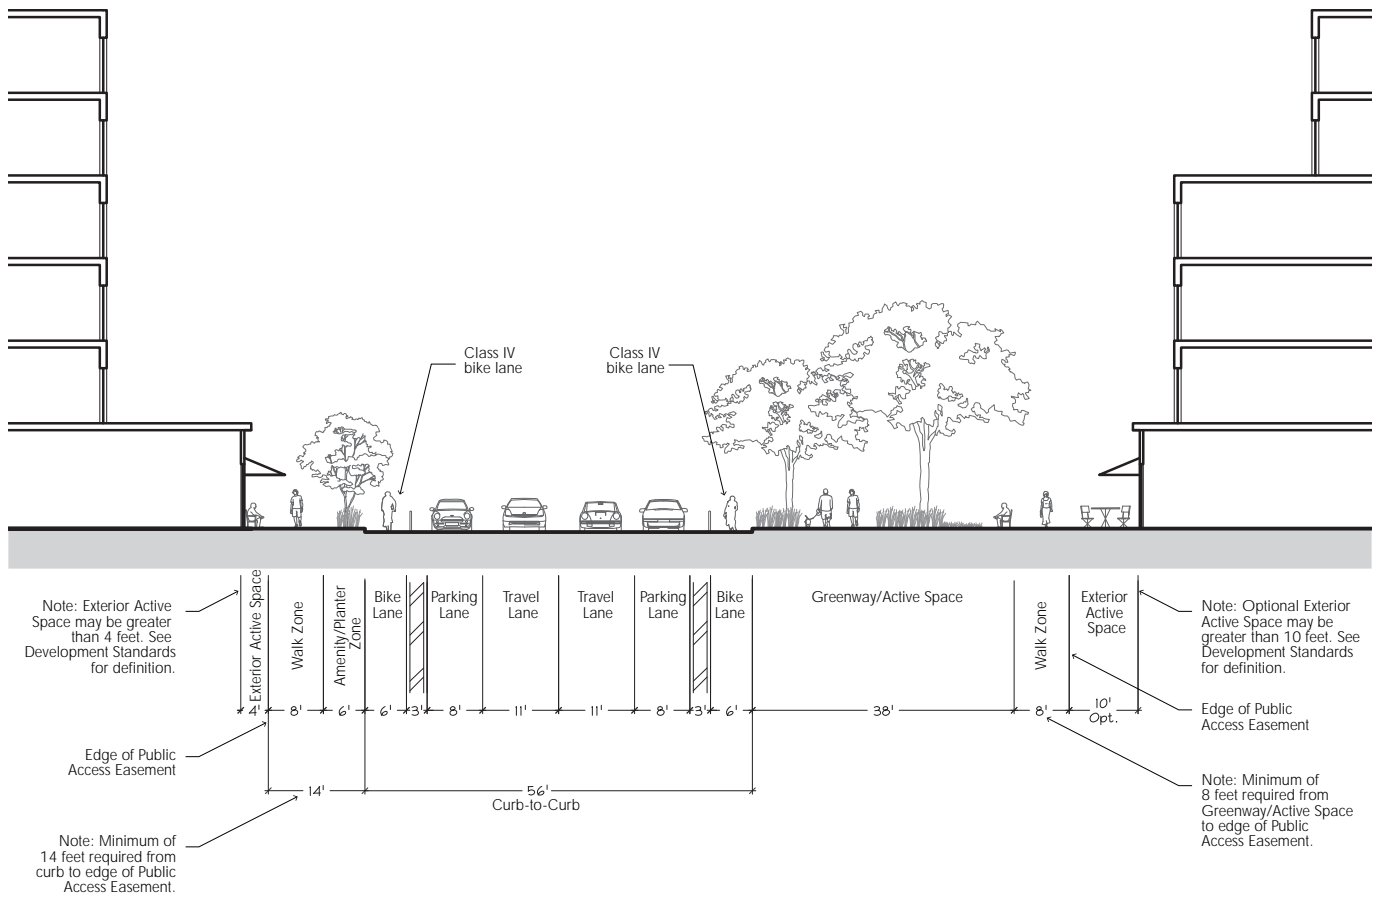 Class IV
bike lane
Class IV
bike lane
Note: Exterior Active
Space may be greater
than 4 feet. See
Development Standards
for definition.
Exterior Active Space
Walk Zone
Amenity/Planter
Zone
Bike
Lane
Parking
Lane
Travel
Lane
Travel
Lane
Parking
Lane
Bike
Lane
Greenway/Active Space
Walk Zone
Exterior
Active
Space
Note: Optional Exterior
Active Space may be
greater than 10 feet. See
Development Standards
for definition.
4' 8' 6' 6' 3' 8' 11' 11' 8' 3' 6' 38' 8' 10'
Opt.
Edge of Public
Access Easement
Edge of Public
Access Easement
14' 56'
Curb-to-Curb
Note: Minimum of
8 feet required from
Greenway/Active Space
to edge of Public
Access Easement.
Note: Minimum of
14 feet required from
curb to edge of Public
Access Easement.